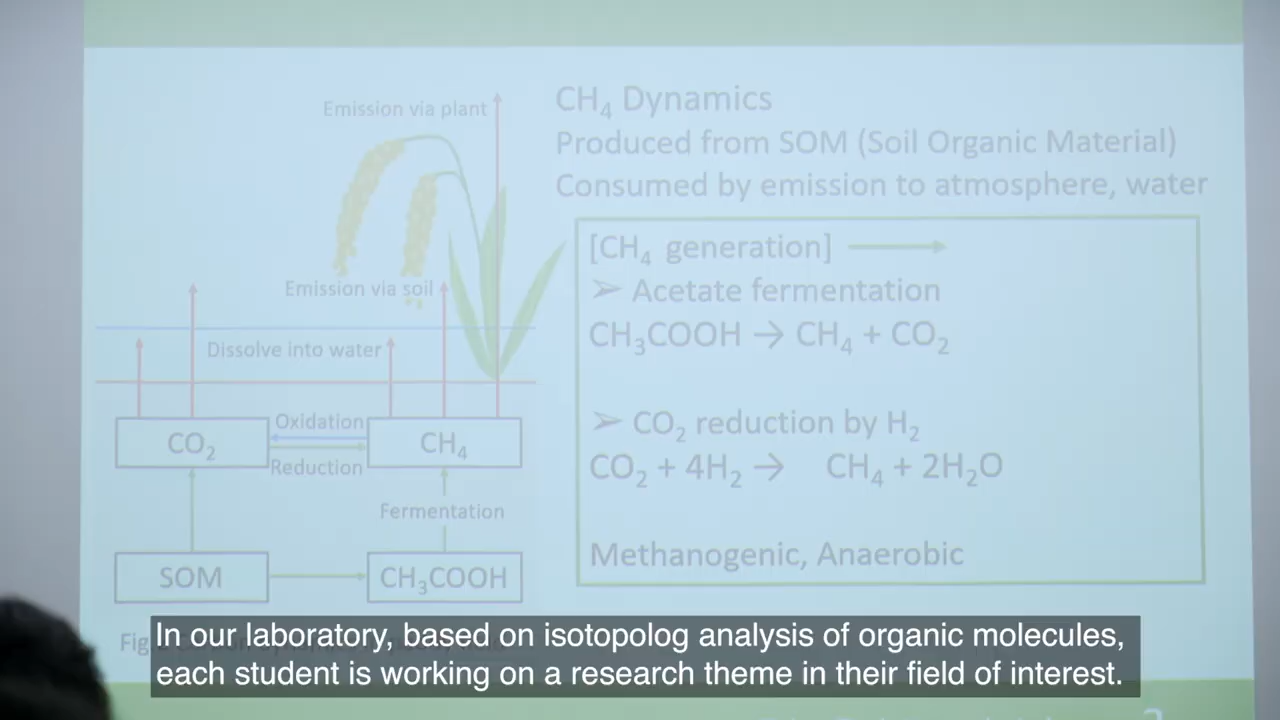 Emission via plant
Emission via soil
Dissolve into water
CO₂
Oxidation
Reduction
CH₄
Fermentation
SOM
CH₃COOH
CH₄ Dynamics
Produced from SOM (Soil Organic Material)
Consumed by emission to atmosphere, water
[CH₄ generation]
➢ Acetate fermentation
CH₃COOH → CH₄ + CO₂
➢ CO₂ reduction by H₂
CO₂ + 4H₂ → CH₄ + 2H₂O
Methanogenic, Anaerobic
In our laboratory, based on isotopolog analysis of organic molecules,
each student is working on a research theme in their field of interest.